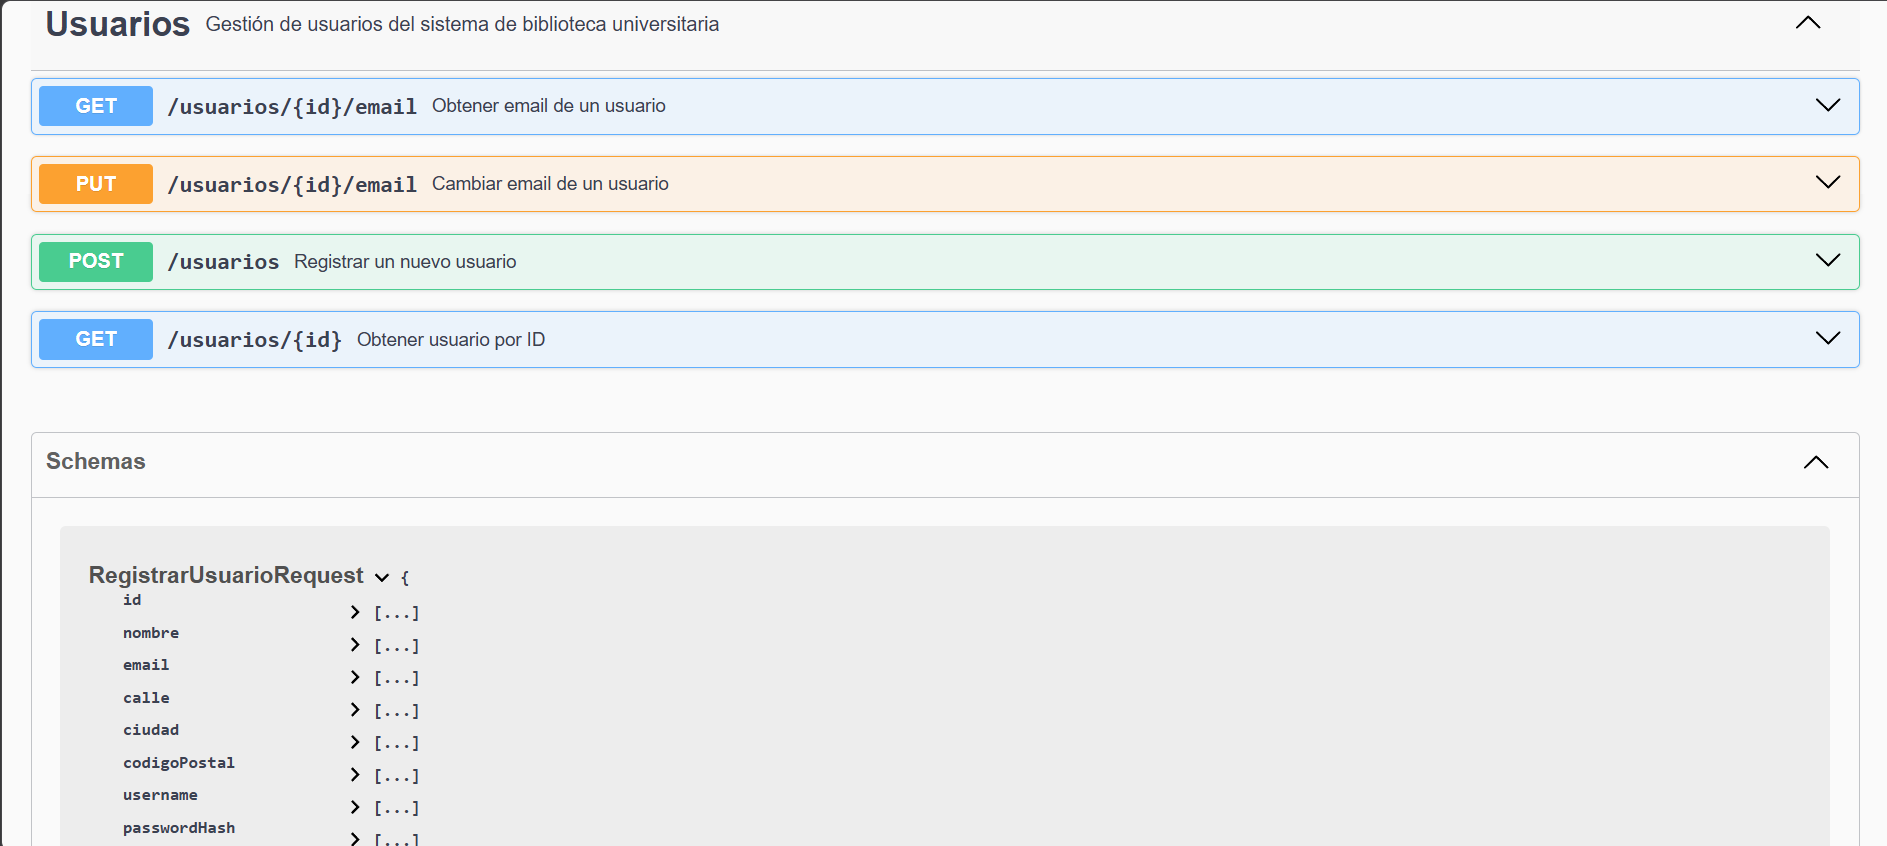 Usuarios Gestión de usuarios del sistema de biblioteca universitaria
GET /usuarios/{id}/email Obtener email de un usuario
PUT /usuarios/{id}/email Cambiar email de un usuario
POST /usuarios Registrar un nuevo usuario
GET /usuarios/{id} Obtener usuario por ID
Schemas
RegistrarUsuarioRequest {
id [...]
nombre [...]
email [...]
calle [...]
ciudad [...]
codigoPostal [...]
username [...]
passwordHash [...]